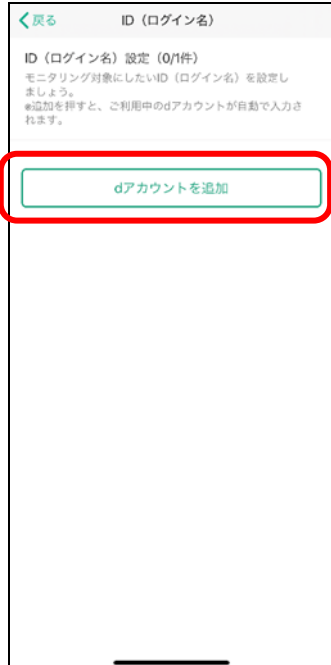 戻る ID（ログイン名）
ID（ログイン名）設定（0/1件）
モニタリング対象にしたいID（ログイン名）を設定し
ましょう。
※追加を押すと、ご利用中のdアカウントが自動で入力さ
れます。
dアカウントを追加